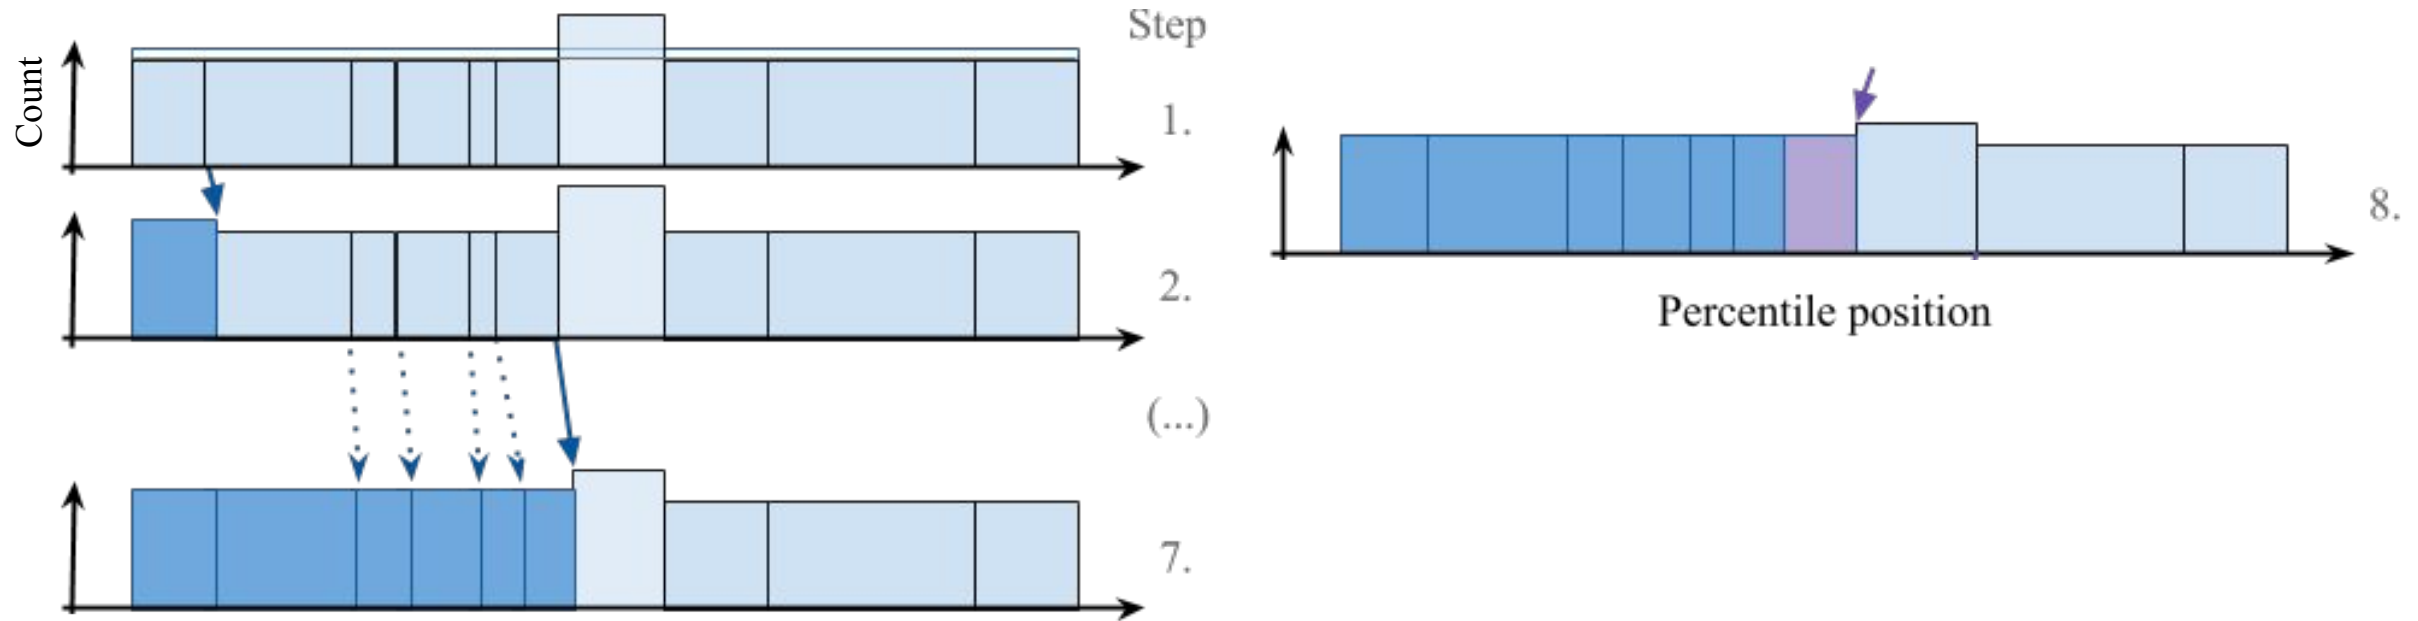 Count
Step
1.
2.
(...)
7.
8.
Percentile position